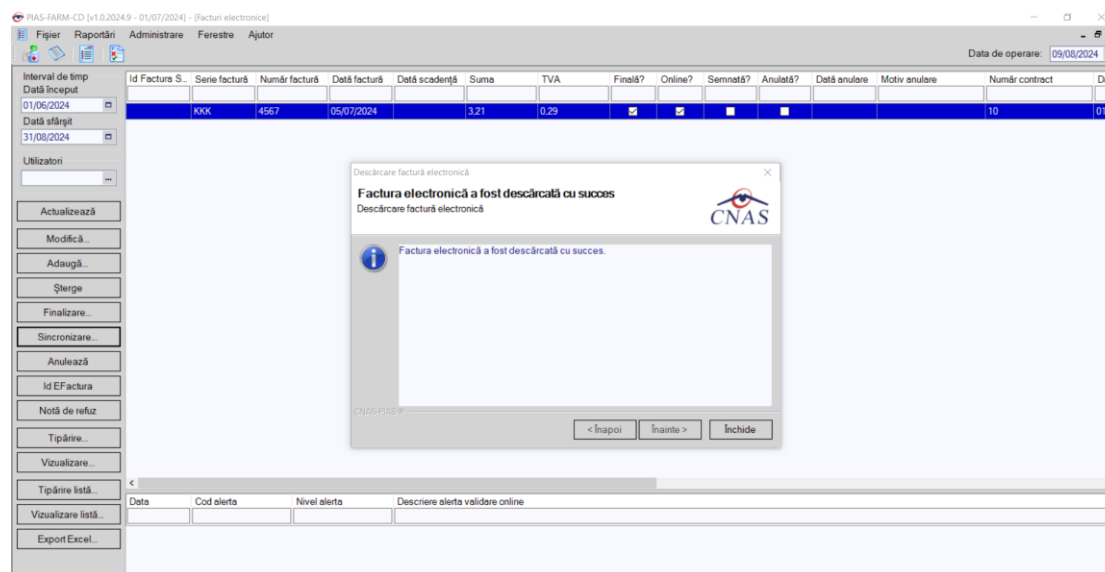 PIAS-FARM-CD [v1.0.2024.9 - 01/07/2024] - [Facturi electronice]
Fișier Raportări Administrare Ferestre Ajutor
Data de operare: 09/08/2024
Interval de timp
Dată început
01/06/2024
Dată sfârșit
31/08/2024
Utilizatori
...
Actualizează
Modifică...
Adaugă...
Șterge
Finalizare...
Sincronizare...
Anulează
Id EFactura
Notă de refuz
Tipărire...
Vizualizare...
Tipărire listă...
Vizualizare listă...
Export Excel...
Id Factura S... Serie factură Număr factură Dată factură Dată scadență Suma TVA Finală? Online? Semnată? Anulată? Dată anulare Motiv anulare Număr contract D
KKK 4567 05/07/2024 3,21 0,29 10 01
Descărcare factură electronică
Factura electronică a fost descărcată cu succes
Descărcare factură electronică
CNAS
Factura electronică a fost descărcată cu succes.
< Înapoi Înainte > Închide
Data Cod alerta Nivel alerta Descriere alerta validare online